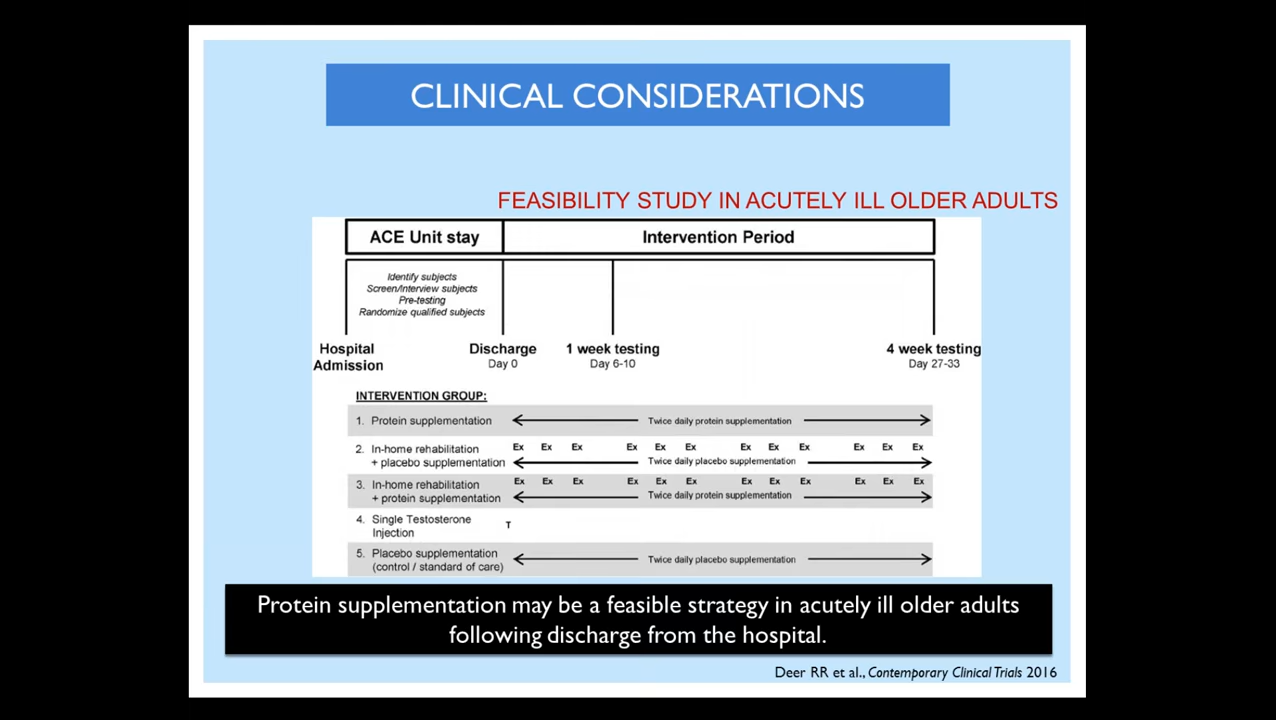 CLINICAL CONSIDERATIONS
FEASIBILITY STUDY IN ACUTELY ILL OLDER ADULTS
ACE Unit stay Intervention Period
Identify subjects
Screen/Interview subjects
Pre-testing
Randomize qualified subjects
Hospital Admission
Discharge
Day 0
1 week testing
Day 6-10
4 week testing
Day 27-33
INTERVENTION GROUP:
1. Protein supplementation Twice daily protein supplementation
2. In-home rehabilitation Ex Ex Ex Ex Ex Ex Ex Ex Ex Ex Ex Ex
+ placebo supplementation Twice daily placebo supplementation
3. In-home rehabilitation Ex Ex Ex Ex Ex Ex Ex Ex Ex Ex Ex Ex
+ protein supplementation Twice daily protein supplementation
4. Single Testosterone T
Injection
5. Placebo supplementation Twice daily placebo supplementation
(control / standard of care)
Protein supplementation may be a feasible strategy in acutely ill older adults
following discharge from the hospital.
Deer RR et al., Contemporary Clinical Trials 2016